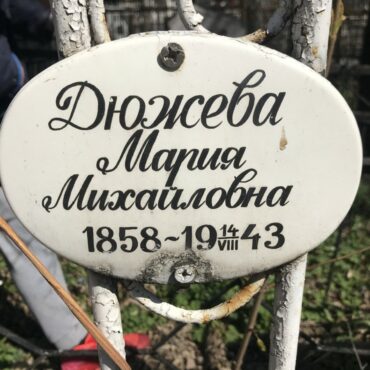 Дюжева
Мария
Михайловна
1858~19 14/VIII 43